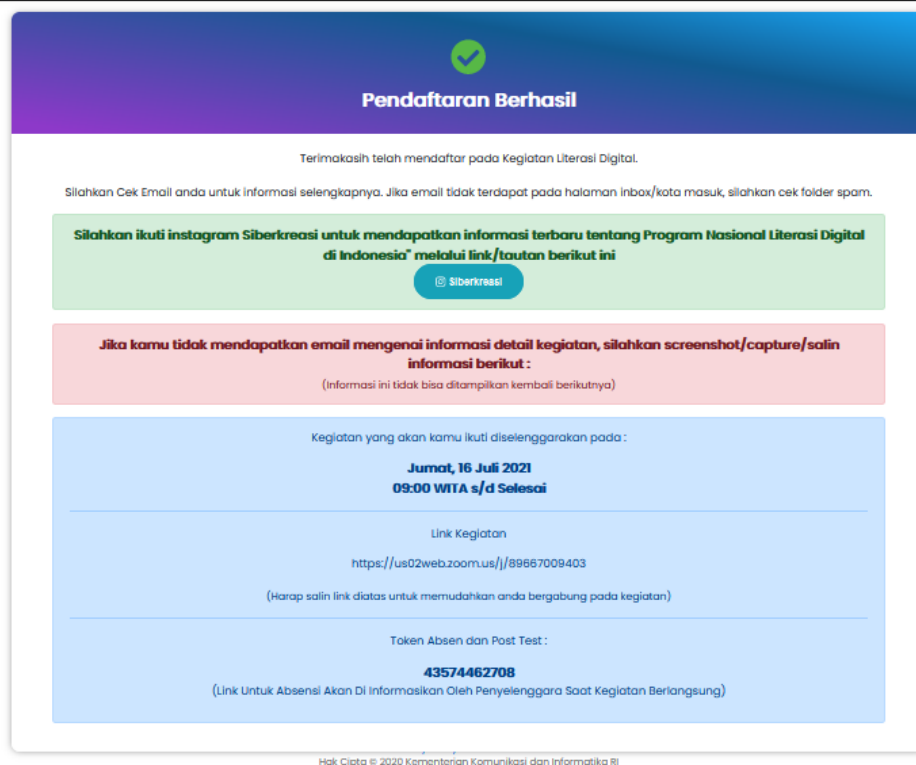 Pendaftaran Berhasil
Terimakasih telah mendaftar pada Kegiatan Literasi Digital.
Silahkan Cek Email anda untuk informasi selengkapnya. Jika email tidak terdapat pada halaman inbox/kota masuk, silahkan cek folder spam.
Silahkan ikuti instagram Siberkreasi untuk mendapatkan informasi terbaru tentang Program Nasional Literasi Digital
di Indonesia" melalui link/tautan berikut ini
Siberkreasi
Jika kamu tidak mendapatkan email mengenai informasi detail kegiatan, silahkan screenshot/capture/salin
informasi berikut :
(Informasi ini tidak bisa ditampilkan kembali berikutnya)
Kegiatan yang akan kamu ikuti diselenggarakan pada :
Jumat, 16 Juli 2021
09:00 WITA s/d Selesai
Link Kegiatan
https://us02web.zoom.us/j/89667009403
(Harap salin link diatas untuk memudahkan anda bergabung pada kegiatan)
Token Absen dan Post Test :
43574462708
(Link Untuk Absensi Akan Di Informasikan Oleh Penyelenggara Saat Kegiatan Berlangsung)
Hak Cipta © 2020 Kementerian Komunikasi dan Informatika RI